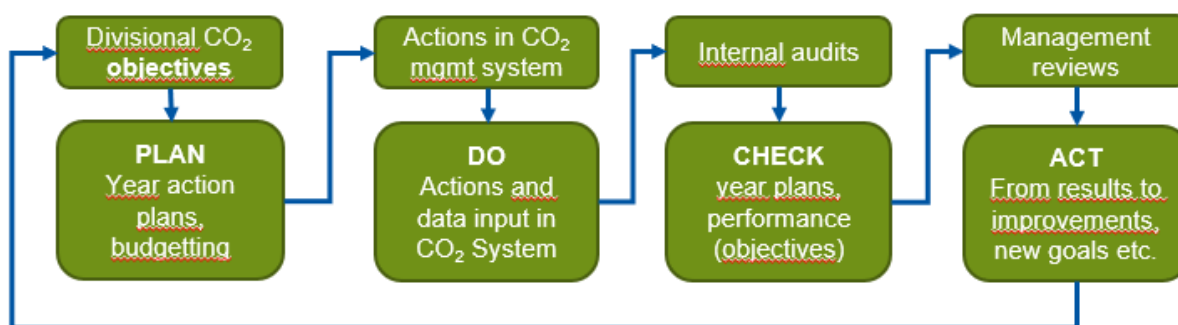 Divisional CO₂
objectives
Actions in CO₂
mgmt system
Internal audits
Management
reviews
PLAN
Year action
plans,
budgetting
DO
Actions and
data input in
CO₂ System
CHECK
year plans,
performance
(objectives)
ACT
From results to
improvements,
new goals etc.